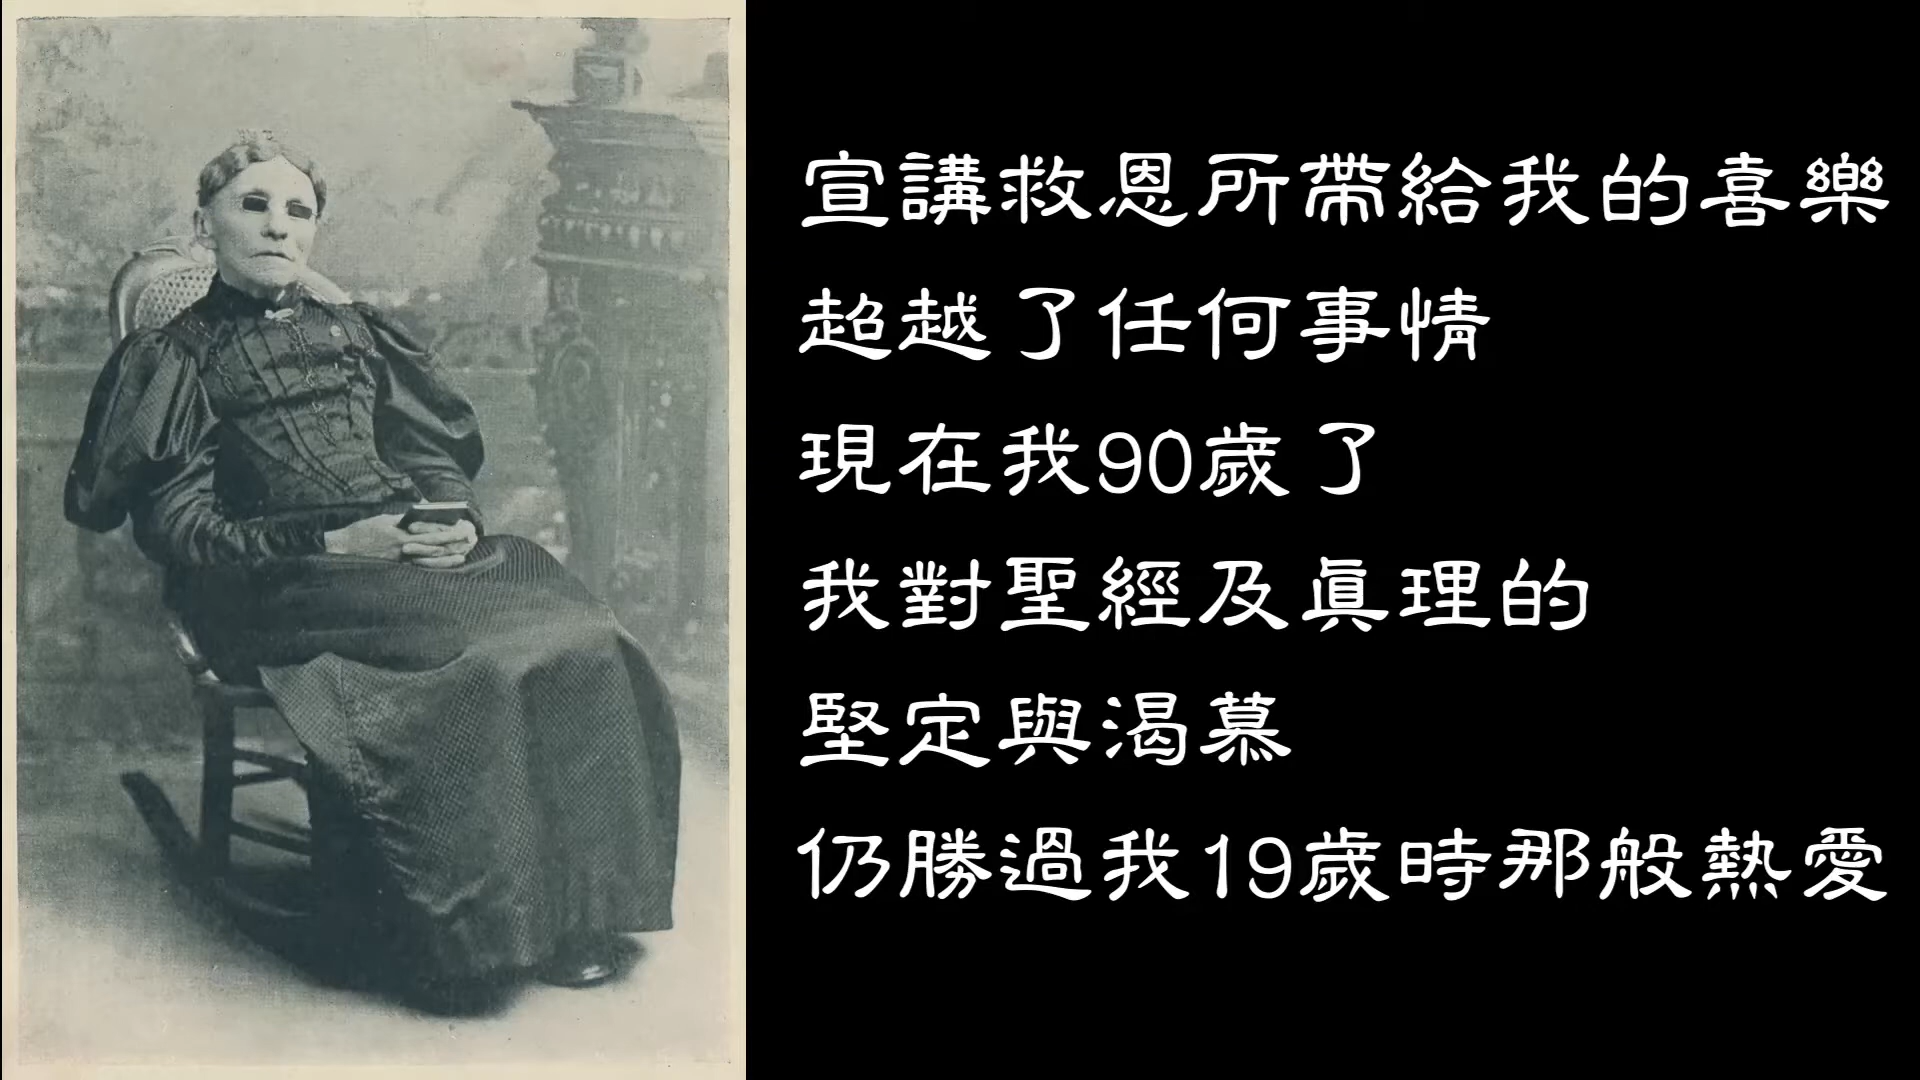 宣講救恩所帶給我的喜樂
超越了任何事情
現在我90歲了
我對聖經及真理的
堅定與渴慕
仍勝過我19歲時那般熱愛